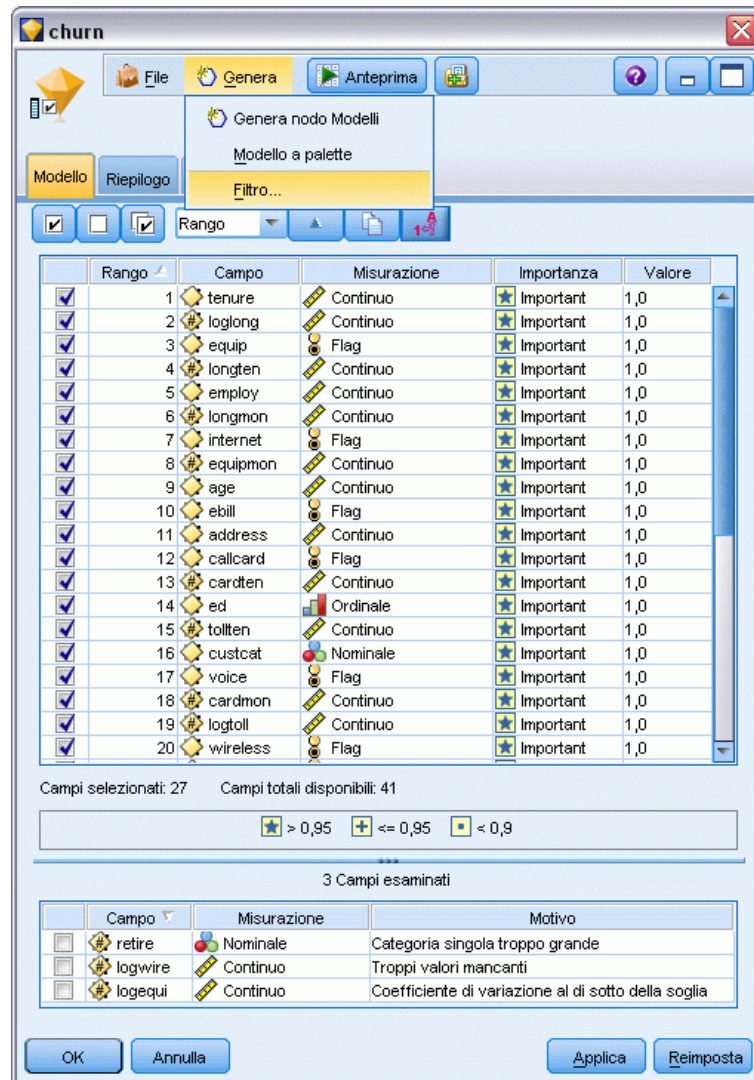 churn
File Genera Anteprima
Genera nodo Modelli
Modello a palette
Filtro...
Modello Riepilogo
Rango
Rango Campo Misurazione Importanza Valore
1 tenure Continuo Important 1,0
2 loglong Continuo Important 1,0
3 equip Flag Important 1,0
4 longten Continuo Important 1,0
5 employ Continuo Important 1,0
6 longmon Continuo Important 1,0
7 internet Flag Important 1,0
8 equipmon Continuo Important 1,0
9 age Continuo Important 1,0
10 ebill Flag Important 1,0
11 address Continuo Important 1,0
12 callcard Flag Important 1,0
13 cardten Continuo Important 1,0
14 ed Ordinale Important 1,0
15 tollten Continuo Important 1,0
16 custcat Nominale Important 1,0
17 voice Flag Important 1,0
18 cardmon Continuo Important 1,0
19 logtoll Continuo Important 1,0
20 wireless Flag Important 1,0
Campi selezionati: 27 Campi totali disponibili: 41
> 0,95 <= 0,95 < 0,9
3 Campi esaminati
Campo Misurazione Motivo
retire Nominale Categoria singola troppo grande
logwire Continuo Troppi valori mancanti
logequi Continuo Coefficiente di variazione al di sotto della soglia
OK Annulla Applica Reimposta